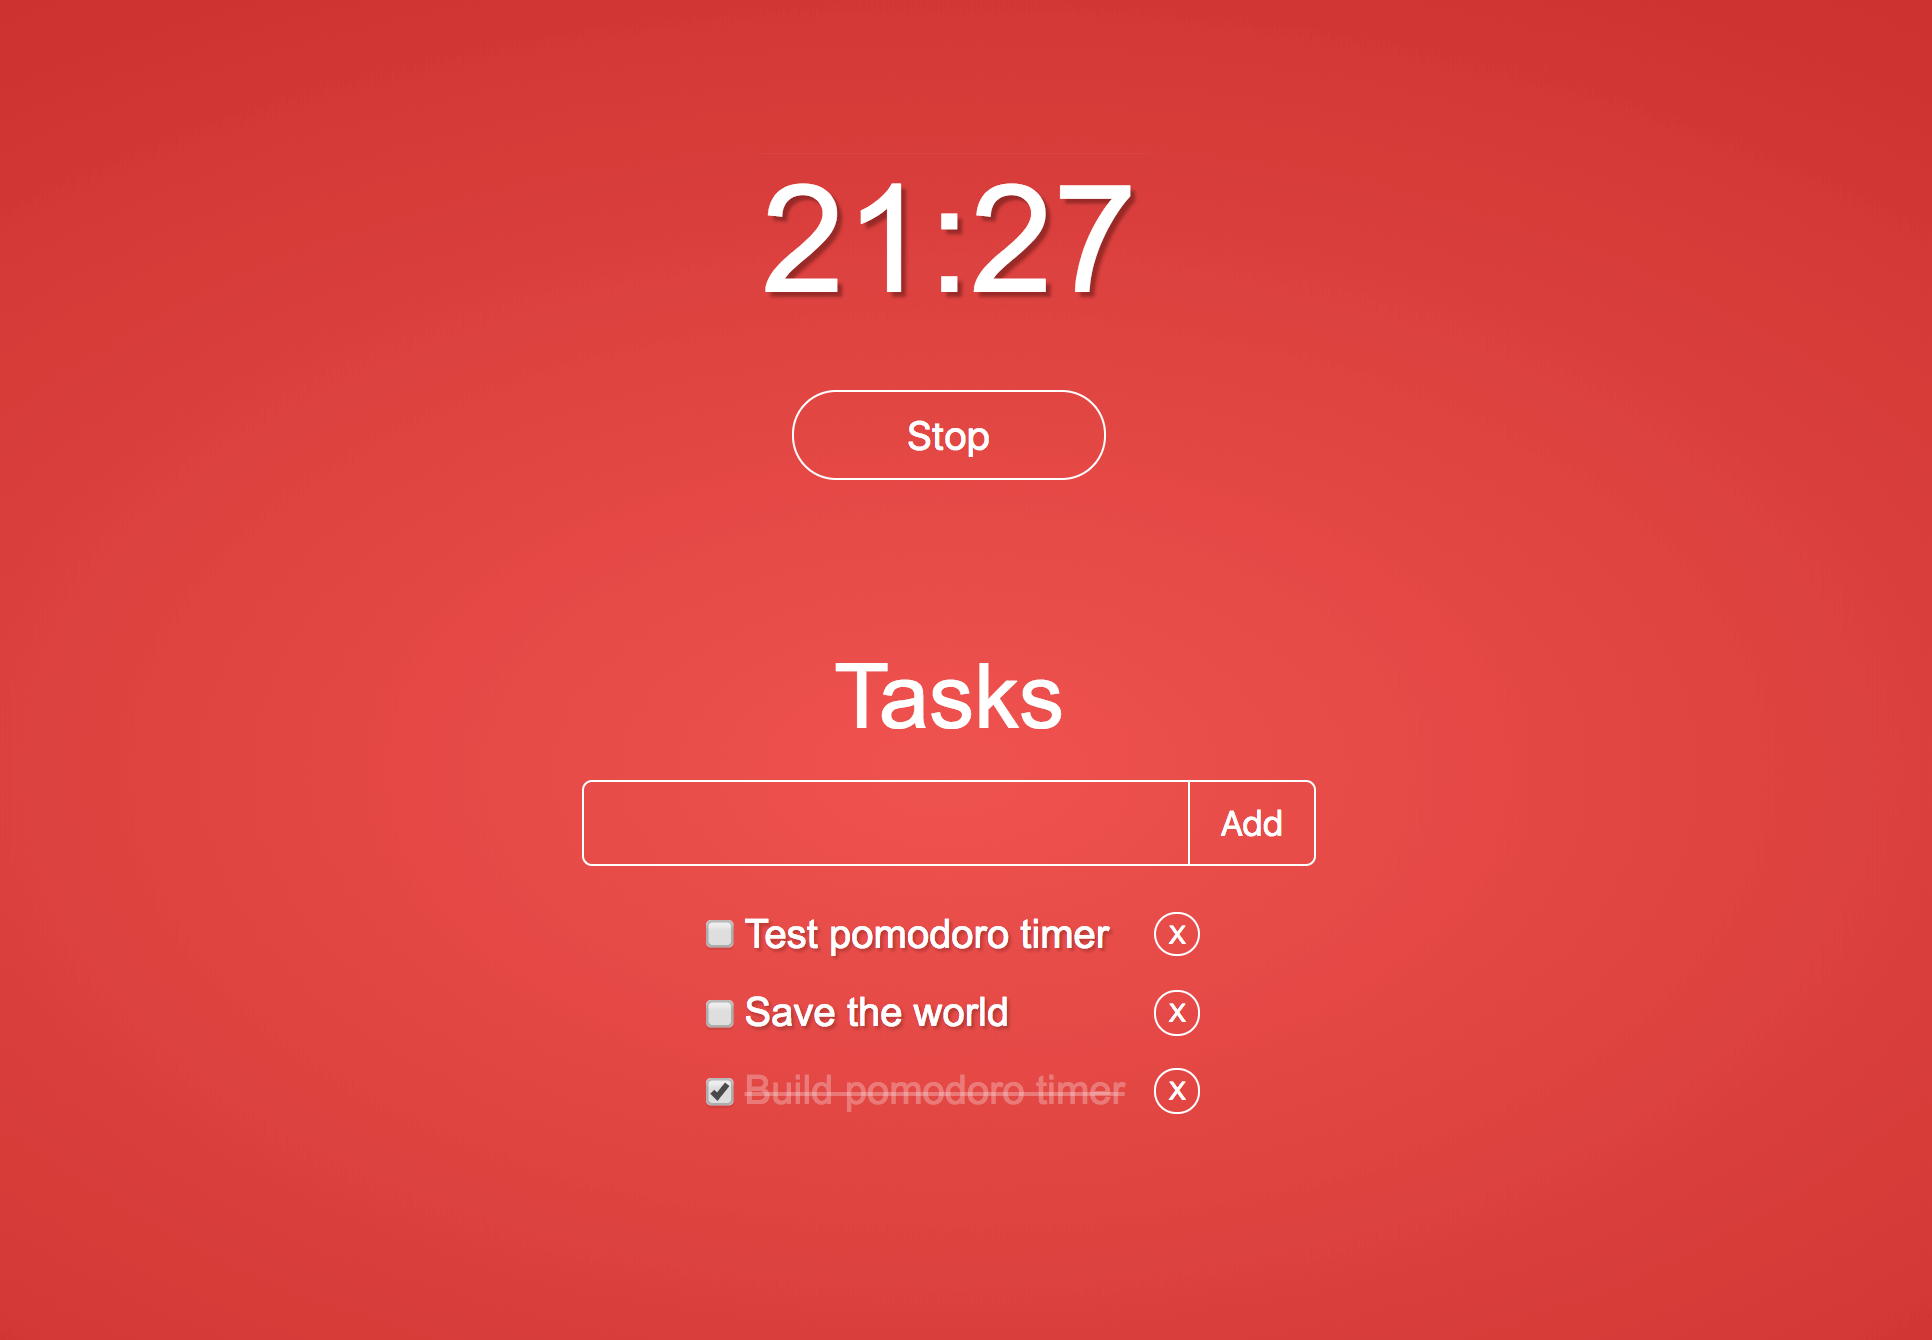 21:27
Stop
Tasks
Add
Test pomodoro timer X
Save the world X
Build pomodoro timer X